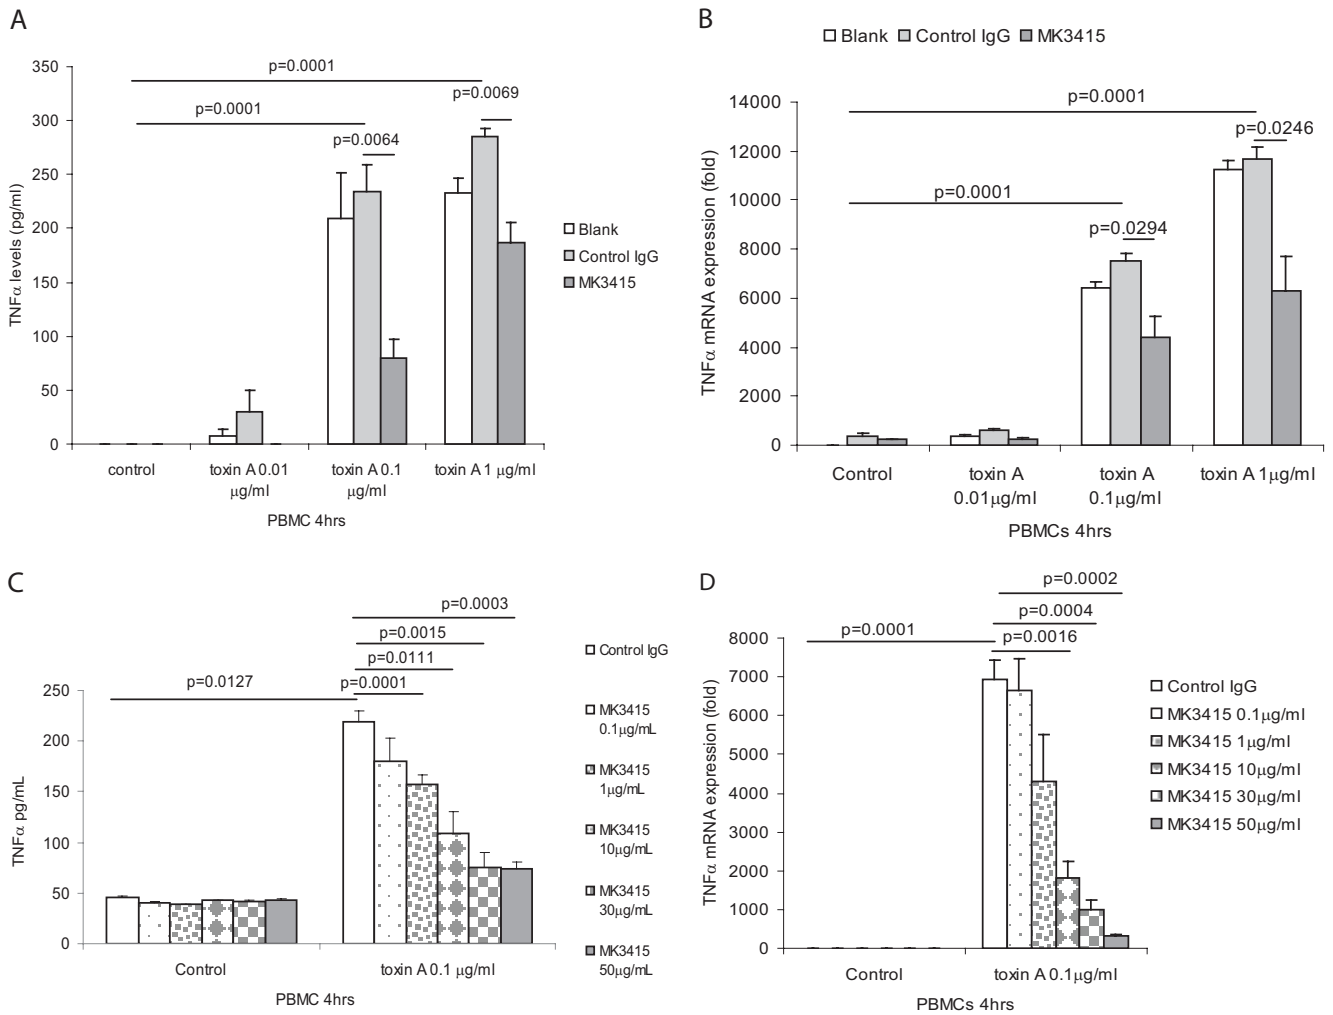 A
350
300
250
200
150
100
50
0
TNFα levels (pg/ml)
p=0.0001
p=0.0069
p=0.0001
p=0.0064
Blank
Control IgG
MK3415
control
toxin A 0.01
μg/ml
toxin A 0.1
μg/ml
toxin A 1 μg/ml
PBMC 4hrs
B
Blank Control IgG MK3415
14000
12000
10000
8000
6000
4000
2000
0
TNFα mRNA expression (fold)
p=0.0001
p=0.0246
p=0.0001
p=0.0294
Control
toxin A
0.01μg/ml
toxin A
0.1μg/ml
toxin A 1μg/ml
PBMCs 4hrs
C
p=0.0003
p=0.0015
p=0.0111
p=0.0127
p=0.0001
250
200
150
100
50
0
TNFα pg/mL
Control IgG
MK3415
0.1μg/mL
MK3415
1μg/mL
MK3415
10μg/mL
MK3415
30μg/mL
MK3415
50μg/mL
Control
toxin A 0.1 μg/ml
PBMC 4hrs
D
p=0.0002
p=0.0004
p=0.0001
p=0.0016
8000
7000
6000
5000
4000
3000
2000
1000
0
TNFα mRNA expression (fold)
Control IgG
MK3415 0.1μg/ml
MK3415 1μg/ml
MK3415 10μg/ml
MK3415 30μg/ml
MK3415 50μg/ml
Control
toxin A 0.1μg/ml
PBMCs 4hrs